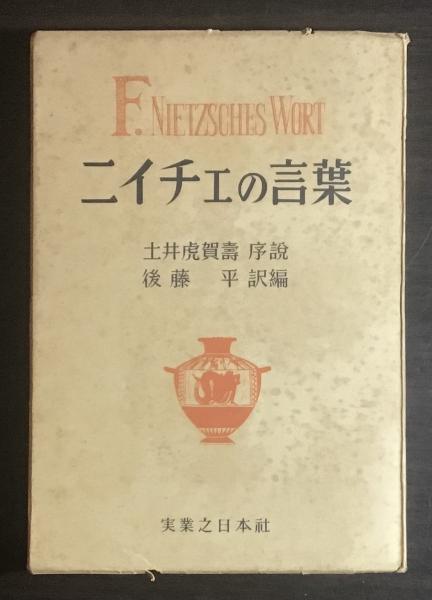 F. NIETZSCHES WORT
ニイチェの言葉
土井虎賀壽 序說
後藤 平 訳編
実業之日本社